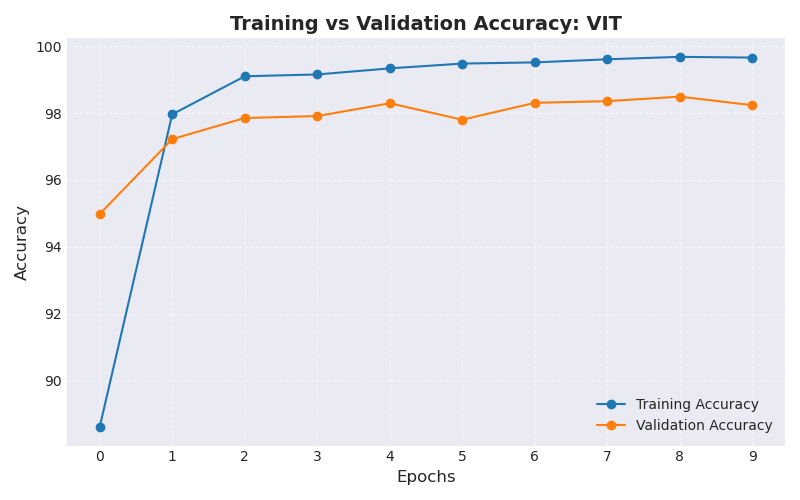 Training vs Validation Accuracy: VIT
100
98
96
94
92
90
Accuracy
0 1 2 3 4 5 6 7 8 9
Epochs
Training Accuracy
Validation Accuracy